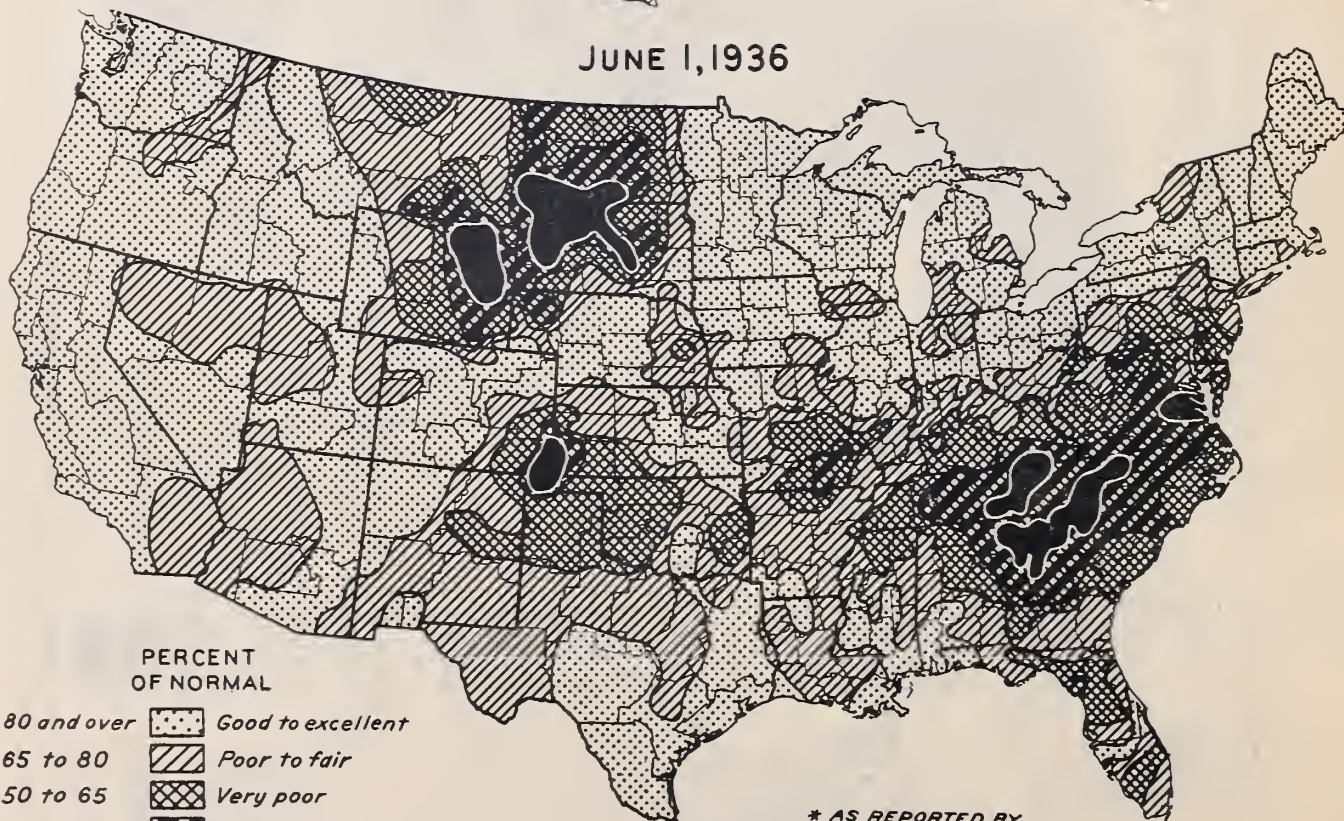 JUNE 1, 1936
PERCENT
OF NORMAL
80 and over Good to excellent
65 to 80 Poor to fair
50 to 65 Very poor
* AS REPORTED BY